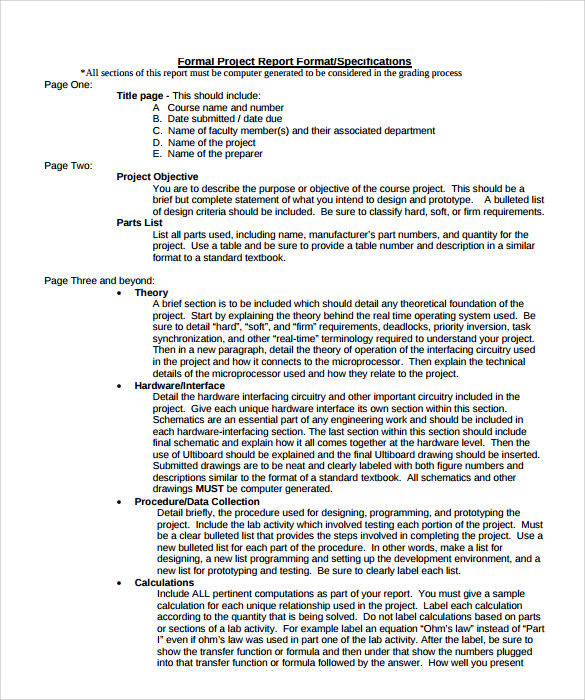 Formal Project Report Format/Specifications
*All sections of this report must be computer generated to be considered in the grading process
Page One:
Title page - This should include:
A Course name and number
B. Date submitted / date due
C. Name of faculty member(s) and their associated department
D. Name of the project
E. Name of the preparer
Page Two:
Project Objective
You are to describe the purpose or objective of the course project. This should be a
brief but complete statement of what you intend to design and prototype. A bulleted list
of design criteria should be included. Be sure to classify hard, soft, or firm requirements.
Parts List
List all parts used, including name, manufacturer's part numbers, and quantity for the
project. Use a table and be sure to provide a table number and description in a similar
format to a standard textbook.
Page Three and beyond:
• Theory
A brief section is to be included which should detail any theoretical foundation of the
project. Start by explaining the theory behind the real time operating system used. Be
sure to detail "hard", "soft", and "firm" requirements, deadlocks, priority inversion, task
synchronization, and other "real-time" terminology required to understand your project.
Then in a new paragraph, detail the theory of operation of the interfacing circuitry used
in the project and how it connects to the microprocessor. Then explain the technical
details of the microprocessor used and how they relate to the project.
• Hardware/Interface
Detail the hardware interfacing circuitry and other important circuitry included in the
project. Give each unique hardware interface its own section within this section.
Schematics are an essential part of any engineering work and should be included in
each hardware-interfacing section. The last section within this section should include
final schematic and explain how it all comes together at the hardware level. Then the
use of Ultiboard should be explained and the final Ultiboard drawing should be inserted.
Submitted drawings are to be neat and clearly labeled with both figure numbers and
descriptions similar to the format of a standard textbook. All schematics and other
drawings MUST be computer generated.
• Procedure/Data Collection
Detail briefly, the procedure used for designing, programming, and prototyping the
project. Include the lab activity which involved testing each portion of the project. Must
be a clear bulleted list that provides the steps involved in completing the project. Use a
new bulleted list for each part of the procedure. In other words, make a list for
designing, a new list programming and setting up the development environment, and a
new list for prototyping and testing. Be sure to clearly label each list.
• Calculations
Include ALL pertinent computations as part of your report. You must give a sample
calculation for each unique relationship used in the project. Label each calculation
according to the quantity that is being solved. Do not label calculations based on parts
or sections of a lab activity. For example label an equation "Ohm's law" instead of "Part
I" even if ohm's law was used in part one of the lab activity. After the label, be sure to
show the transfer function or formula and then under that show the numbers plugged
into that transfer function or formula followed by the answer. How well you present